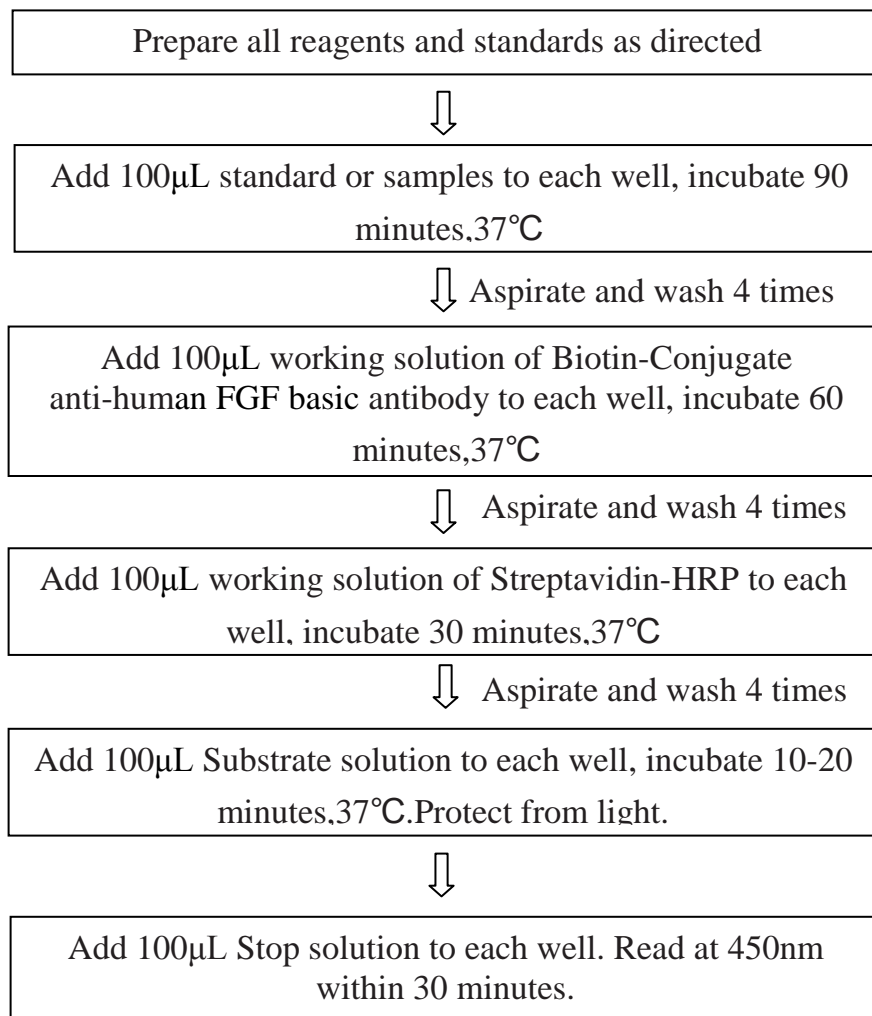 Prepare all reagents and standards as directed
Add 100μL standard or samples to each well, incubate 90
minutes,37℃
Aspirate and wash 4 times
Add 100μL working solution of Biotin-Conjugate
anti-human FGF basic antibody to each well, incubate 60
minutes,37℃
Aspirate and wash 4 times
Add 100μL working solution of Streptavidin-HRP to each
well, incubate 30 minutes,37℃
Aspirate and wash 4 times
Add 100μL Substrate solution to each well, incubate 10-20
minutes,37℃.Protect from light.
Add 100μL Stop solution to each well. Read at 450nm
within 30 minutes.